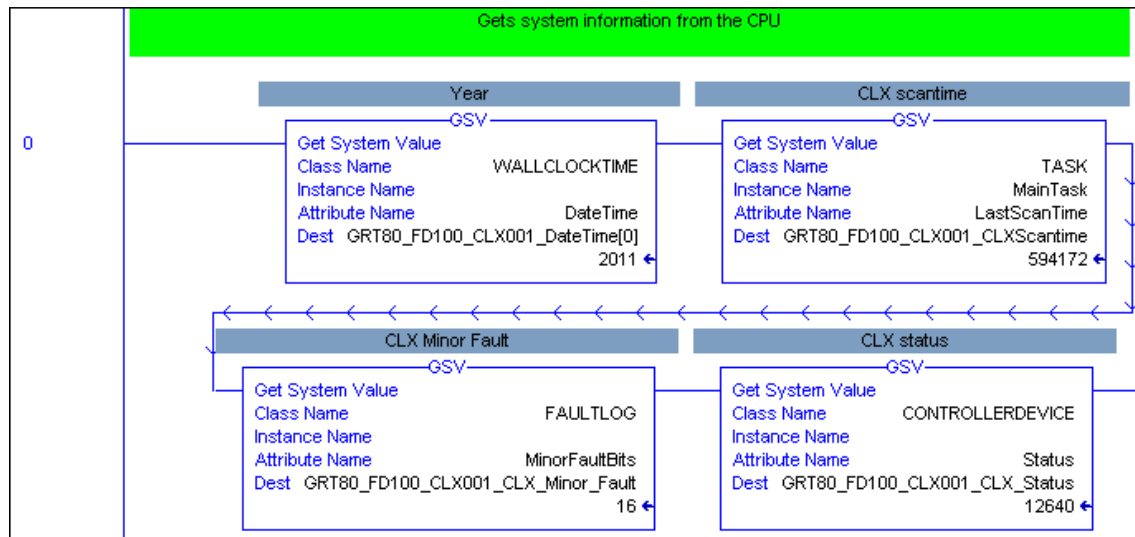 Gets system information from the CPU
Year
CLX scantime
0
GSV
Get System Value
Class Name WALLCLOCKTIME
Instance Name
Attribute Name DateTime
Dest GRT80_FD100_CLX001_DateTime[0]
2011
GSV
Get System Value
Class Name TASK
Instance Name MainTask
Attribute Name LastScanTime
Dest GRT80_FD100_CLX001_CLXScantime
594172
CLX Minor Fault
CLX status
GSV
Get System Value
Class Name FAULTLOG
Instance Name
Attribute Name MinorFaultBits
Dest GRT80_FD100_CLX001_CLX_Minor_Fault
16
GSV
Get System Value
Class Name CONTROLLERDEVICE
Instance Name
Attribute Name Status
Dest GRT80_FD100_CLX001_CLX_Status
12640